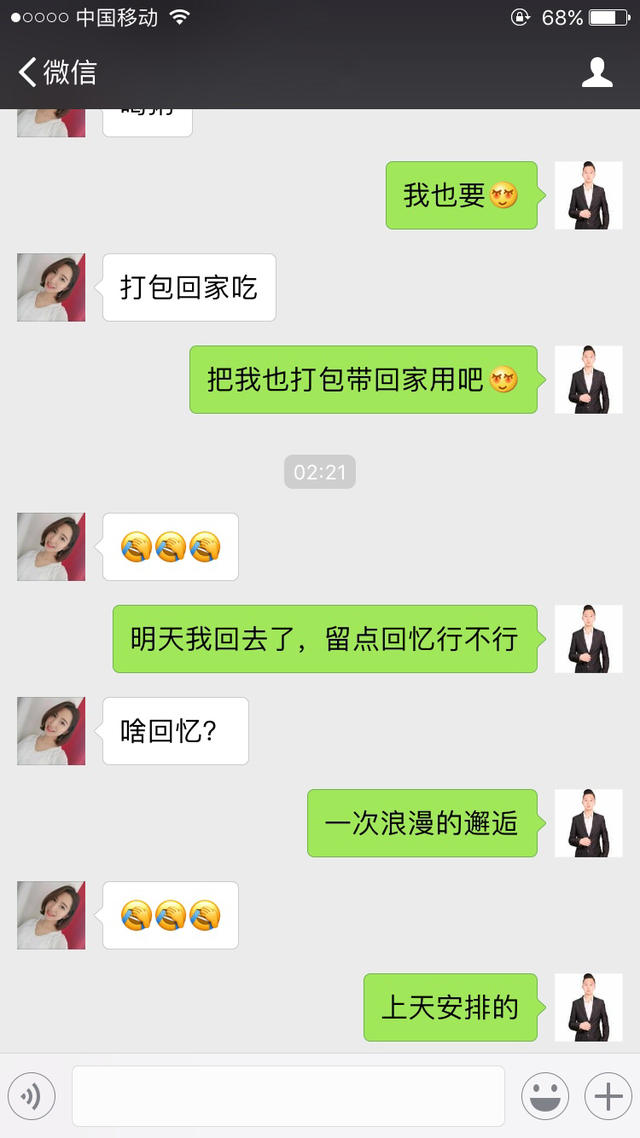 中国移动
68%
微信
我也要
打包回家吃
把我也打包带回家用吧
02:21
明天我回去了，留点回忆行不行
啥回忆？
一次浪漫的邂逅
上天安排的